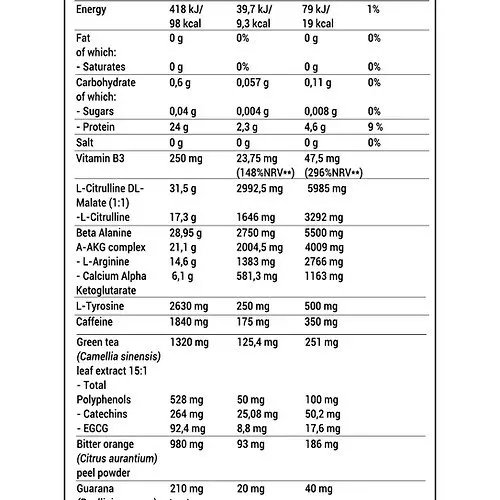 Energy 418 kJ/ 39,7 kJ/ 79 kJ/ 1%
98 kcal 9,3 kcal 19 kcal
Fat 0 g 0% 0 g 0%
of which:
- Saturates 0 g 0% 0 g 0%
Carbohydrate 0,6 g 0,057 g 0,11 g 0%
of which:
- Sugars 0,04 g 0,004 g 0,008 g 0%
- Protein 24 g 2,3 g 4,6 g 9 %
Salt 0 g 0% 0 g 0%
Vitamin B3 250 mg 23,75 mg 47,5 mg
(148%NRV**) (296%NRV**)
L-Citrulline DL- 31,5 g 2992,5 mg 5985 mg
Malate (1:1)
-L-Citrulline 17,3 g 1646 mg 3292 mg
Beta Alanine 28,95 g 2750 mg 5500 mg
A-AKG complex 21,1 g 2004,5 mg 4009 mg
- L-Arginine 14,6 g 1383 mg 2766 mg
- Calcium Alpha 6,1 g 581,3 mg 1163 mg
Ketoglutarate
L-Tyrosine 2630 mg 250 mg 500 mg
Caffeine 1840 mg 175 mg 350 mg
Green tea 1320 mg 125,4 mg 251 mg
(Camellia sinensis)
leaf extract 15:1
- Total
Polyphenols 528 mg 50 mg 100 mg
- Catechins 264 mg 25,08 mg 50,2 mg
- EGCG 92,4 mg 8,8 mg 17,6 mg
Bitter orange 980 mg 93 mg 186 mg
(Citrus aurantium)
peel powder
Guarana 210 mg 20 mg 40 mg